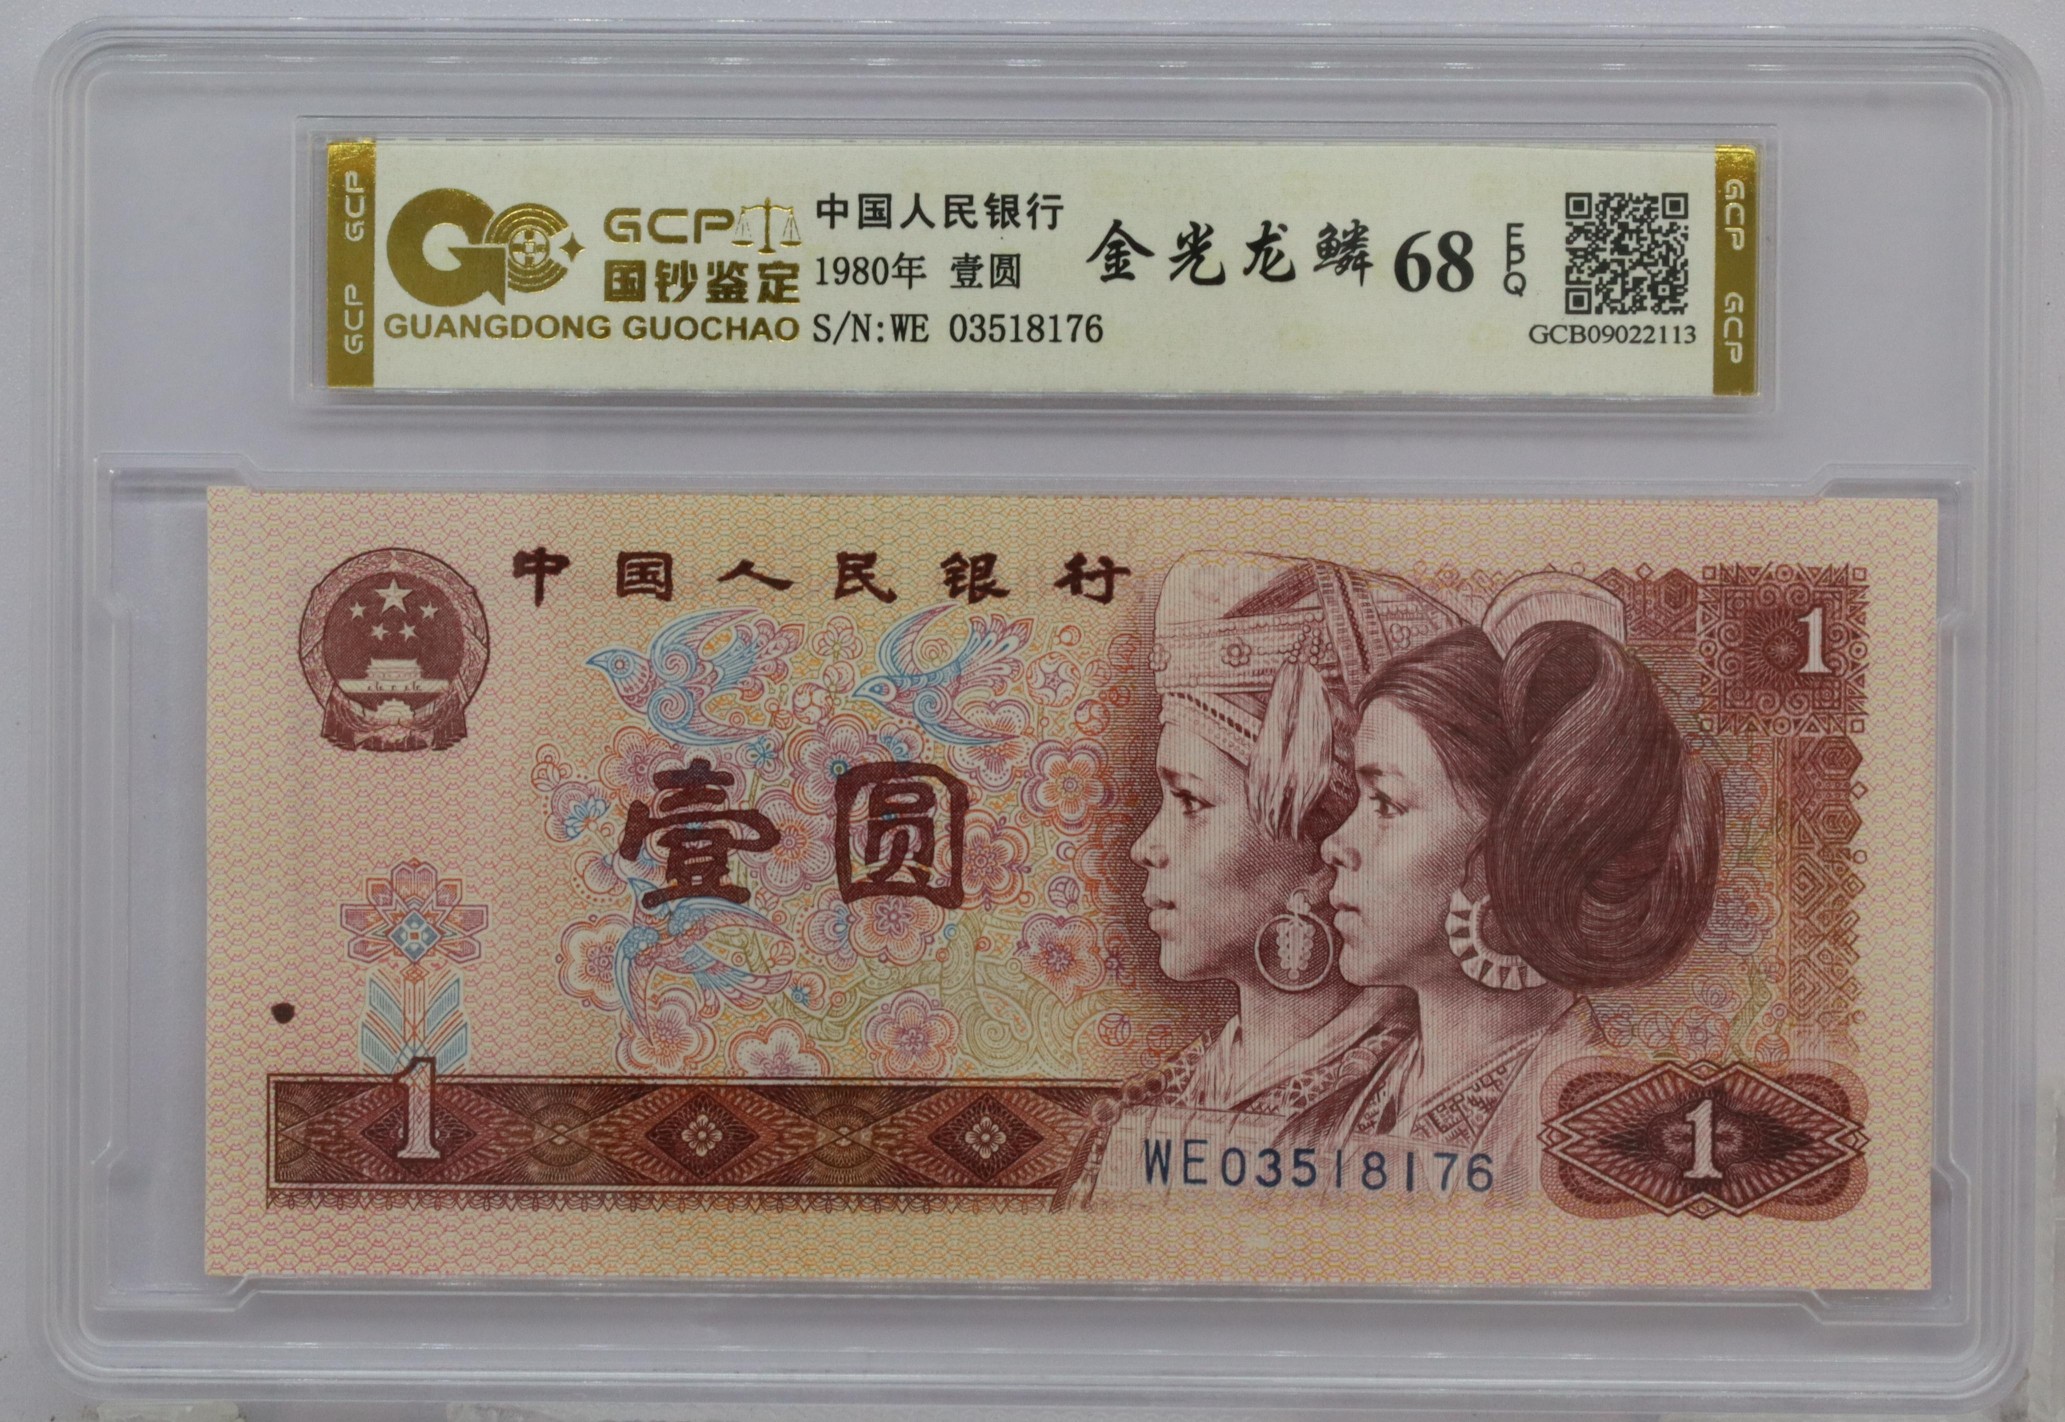 GCP GCP
GCP
国钞鉴定
GUANGDONG GUOCHAO
中国人民银行
1980年 壹圆
S/N:WE 03518176
金光龙鳞 68 EPQ
GCB09022113
GCP GCP
中国人民银行
1
壹圆
1
WE03518176
1